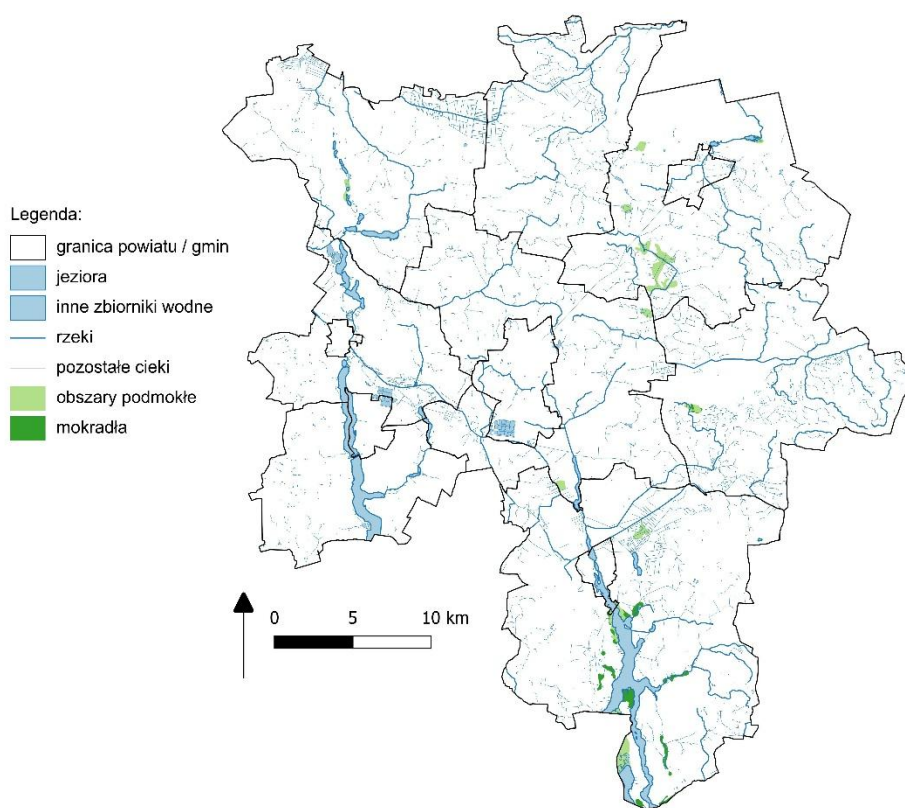 Legenda:
granica powiatu / gmin
jeziora
inne zbiorniki wodne
rzeki
pozostałe cieki
obszary podmokłe
mokradła
0 5 10 km